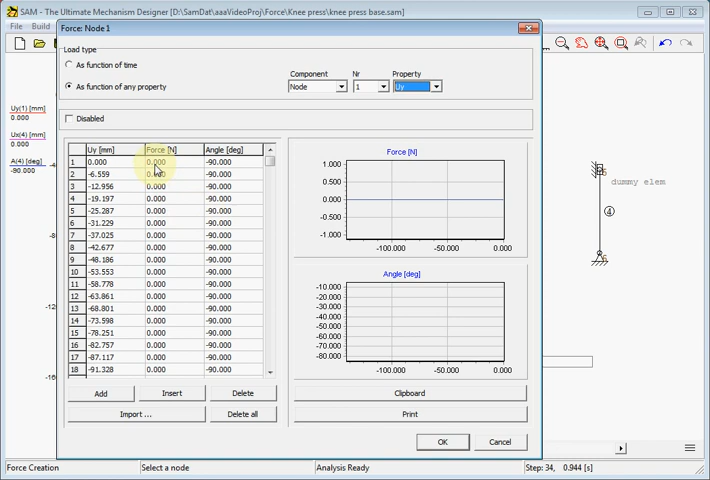 SAM - The Ultimate Mechanism Designer [D:\SamDat\aaaVideoProj\Force\Knee press\knee press base.sam]
File Build
Force: Node 1
Load type
As function of time
As function of any property
Component Nr Property
Node 1 Uy
Disabled
Uy(1) [mm]
0.000
Ux(4) [mm]
0.000
A(4) [deg]
-90.000
Uy [mm] Force [N] Angle [deg]
1 0.000 0.000 -90.000
2 -6.559 0.000 -90.000
3 -12.956 0.000 -90.000
4 -19.197 0.000 -90.000
5 -25.287 0.000 -90.000
6 -31.229 0.000 -90.000
7 -37.025 0.000 -90.000
8 -42.677 0.000 -90.000
9 -48.186 0.000 -90.000
10 -53.553 0.000 -90.000
11 -58.778 0.000 -90.000
12 -63.861 0.000 -90.000
13 -68.801 0.000 -90.000
14 -73.598 0.000 -90.000
15 -78.251 0.000 -90.000
16 -82.757 0.000 -90.000
17 -87.117 0.000 -90.000
18 -91.328 0.000 -90.000
Add Insert Delete
Import ... Delete all
Force [N]
1.000
0.500
0.000
-0.500
-1.000
-100.000 -50.000 0.000
Angle [deg]
-10.000
-20.000
-30.000
-40.000
-50.000
-60.000
-70.000
-80.000
-100.000 -50.000 0.000
Clipboard
Print
OK Cancel
dummy elem
4
Force Creation Select a node Analysis Ready Step: 34, 0.944 [s]